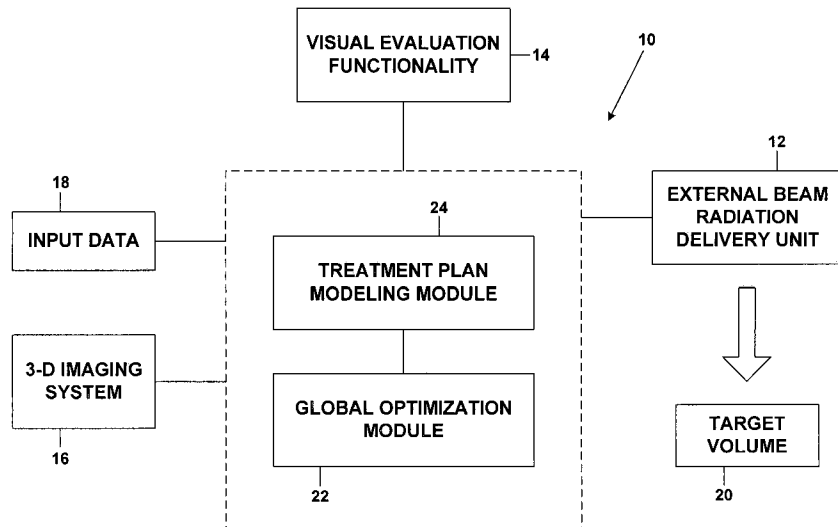 VISUAL EVALUATION
FUNCTIONALITY
14
10
18
INPUT DATA
12
EXTERNAL BEAM
RADIATION
DELIVERY UNIT
24
TREATMENT PLAN
MODELING MODULE
3-D IMAGING
SYSTEM
16
GLOBAL OPTIMIZATION
MODULE
22
TARGET
VOLUME
20